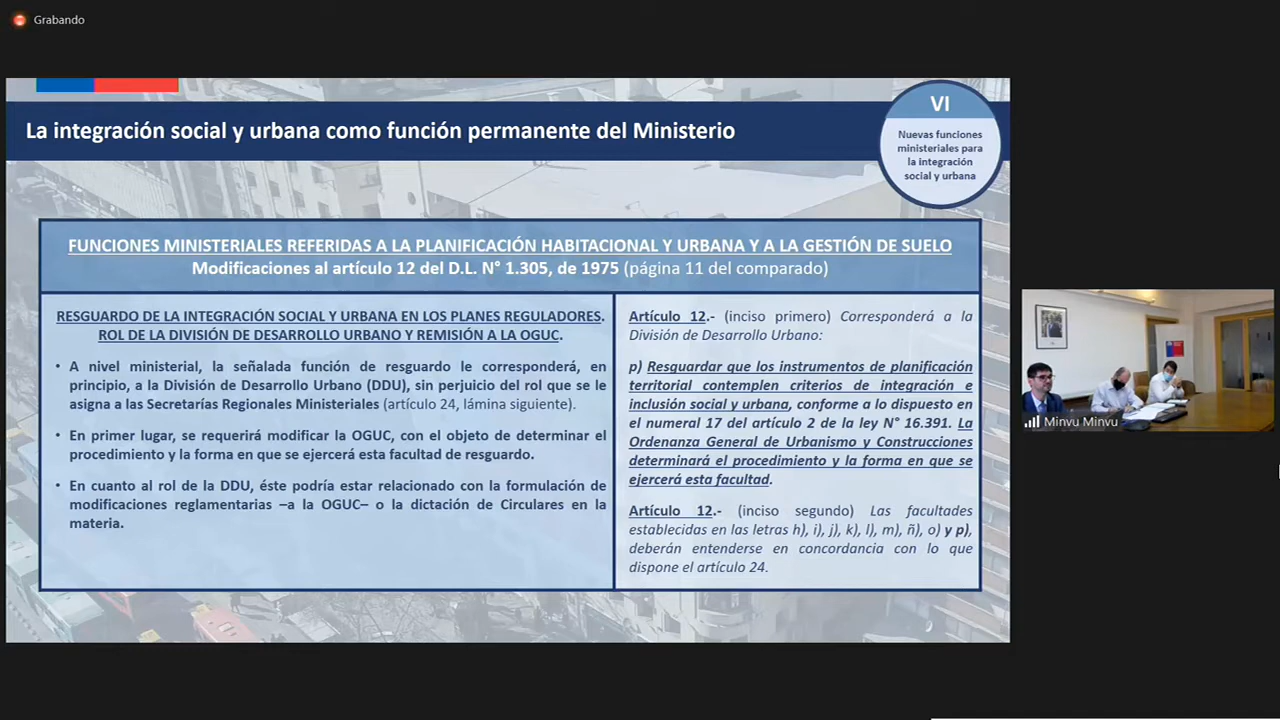 Grabando
La integración social y urbana como función permanente del Ministerio
VI
Nuevas funciones
ministeriales para
la integración
social y urbana
FUNCIONES MINISTERIALES REFERIDAS A LA PLANIFICACIÓN HABITACIONAL Y URBANA Y A LA GESTIÓN DE SUELO
Modificaciones al artículo 12 del D.L. N° 1.305, de 1975 (página 11 del comparado)
RESGUARDO DE LA INTEGRACIÓN SOCIAL Y URBANA EN LOS PLANES REGULADORES.
ROL DE LA DIVISIÓN DE DESARROLLO URBANO Y REMISIÓN A LA OGUC.
• A nivel ministerial, la señalada función de resguardo le corresponderá, en
principio, a la División de Desarrollo Urbano (DDU), sin perjuicio del rol que se le
asigna a las Secretarías Regionales Ministeriales (artículo 24, lámina siguiente).
• En primer lugar, se requerirá modificar la OGUC, con el objeto de determinar el
procedimiento y la forma en que se ejercerá esta facultad de resguardo.
• En cuanto al rol de la DDU, éste podría estar relacionado con la formulación de
modificaciones reglamentarias –a la OGUC– o la dictación de Circulares en la
materia.
Artículo 12.- (inciso primero) Corresponderá a la
División de Desarrollo Urbano:
p) Resguardar que los instrumentos de planificación
territorial contemplen criterios de integración e
inclusión social y urbana, conforme a lo dispuesto en
el numeral 17 del artículo 2 de la ley N° 16.391. La
Ordenanza General de Urbanismo y Construcciones
determinará el procedimiento y la forma en que se
ejercerá esta facultad.
Artículo 12.- (inciso segundo) Las facultades
establecidas en las letras h), i), j), k), l), m), ñ), o) y p),
deberán entenderse en concordancia con lo que
dispone el artículo 24.
Minvu Minvu